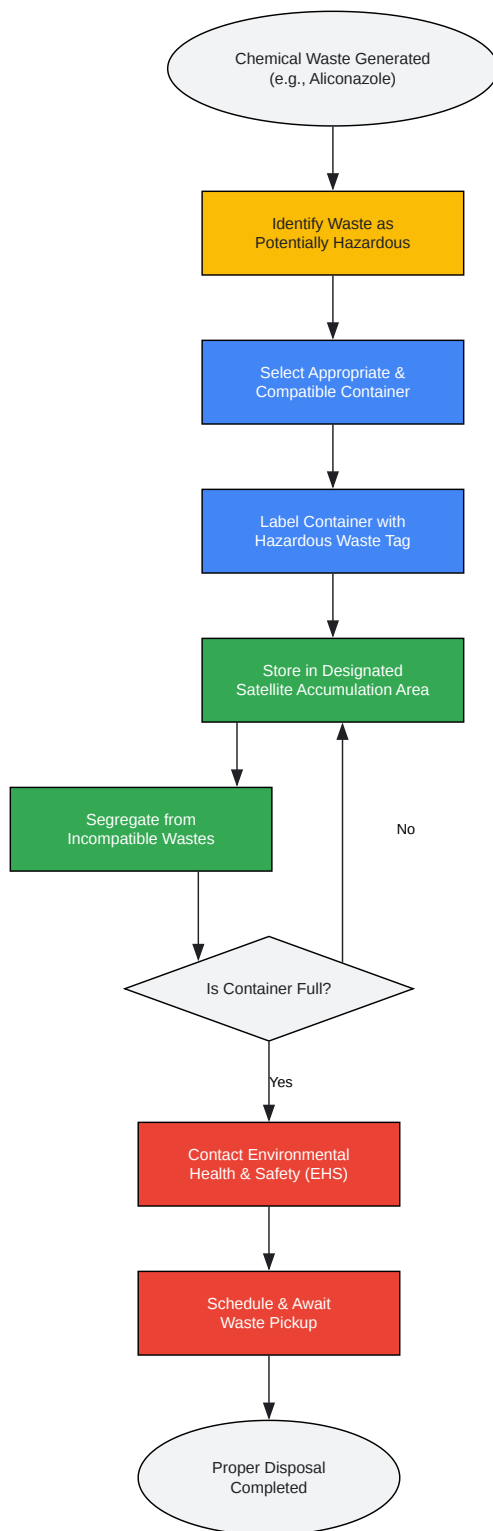 Chemical Waste Generated
(e.g., Aliconazole)
Identify Waste as
Potentially Hazardous
Select Appropriate &
Compatible Container
Label Container with
Hazardous Waste Tag
Store in Designated
Satellite Accumulation Area
Segregate from
Incompatible Wastes
No
Is Container Full?
Yes
Contact Environmental
Health & Safety (EHS)
Schedule & Await
Waste Pickup
Proper Disposal
Completed